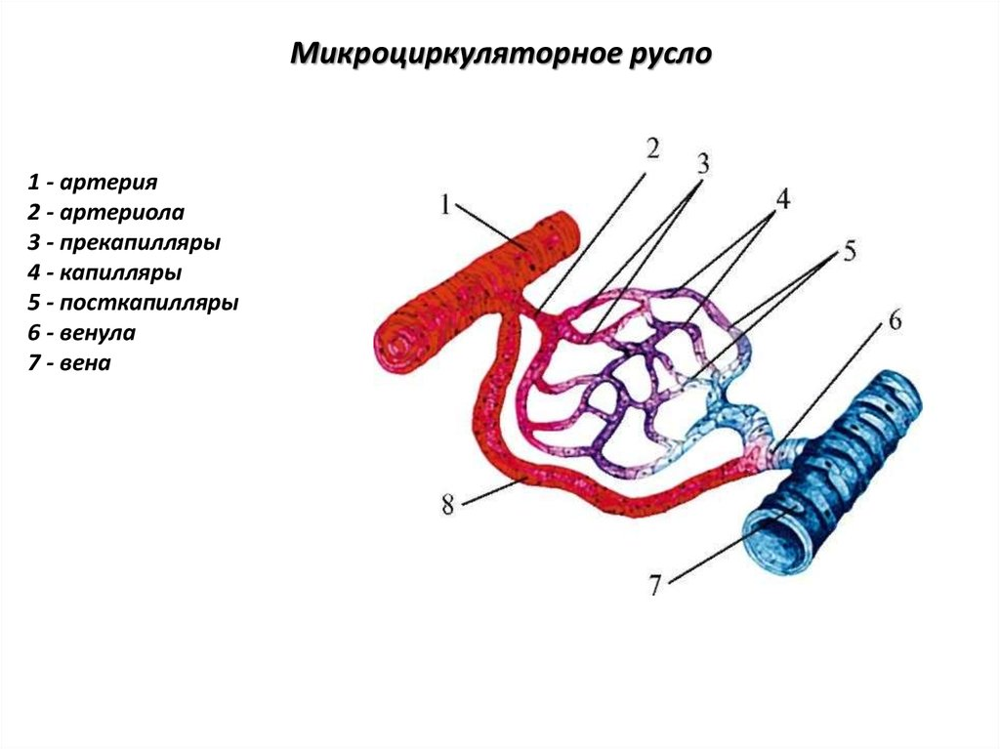 Микроциркуляторное русло
1 - артерия
2 - артериола
3 - прекапилляры
4 - капилляры
5 - посткапилляры
6 - венула
7 - вена
1
2
3
4
5
6
7
8